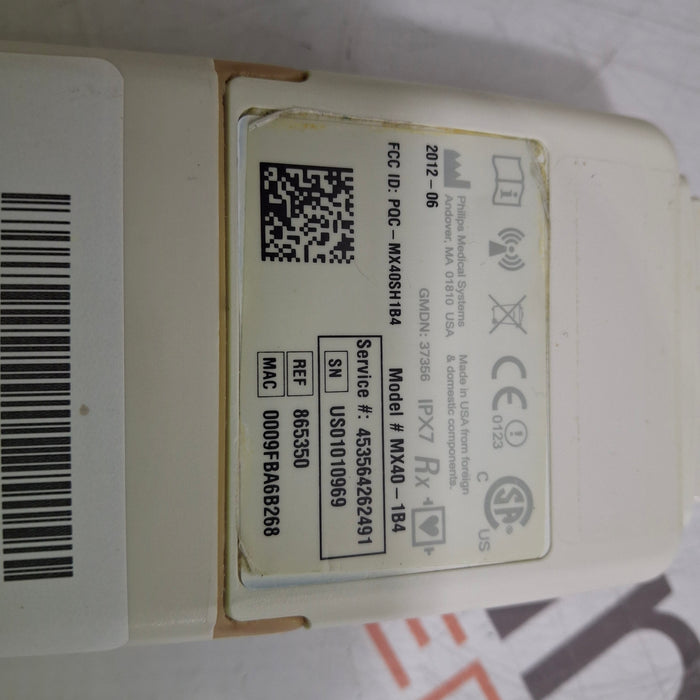 0123
SA
C
US
Philips Medical Systems
Andover, MA 01810 USA
Made in USA from foreign
& domestic components.
2012-06
GMDN: 37356 IPX7 Rx
FCC ID: PQC-MX40SH1B4
Model # MX40-1B4
Service #: 453564262491
SN US01010969
REF 865350
MAC 0009FBA6B268